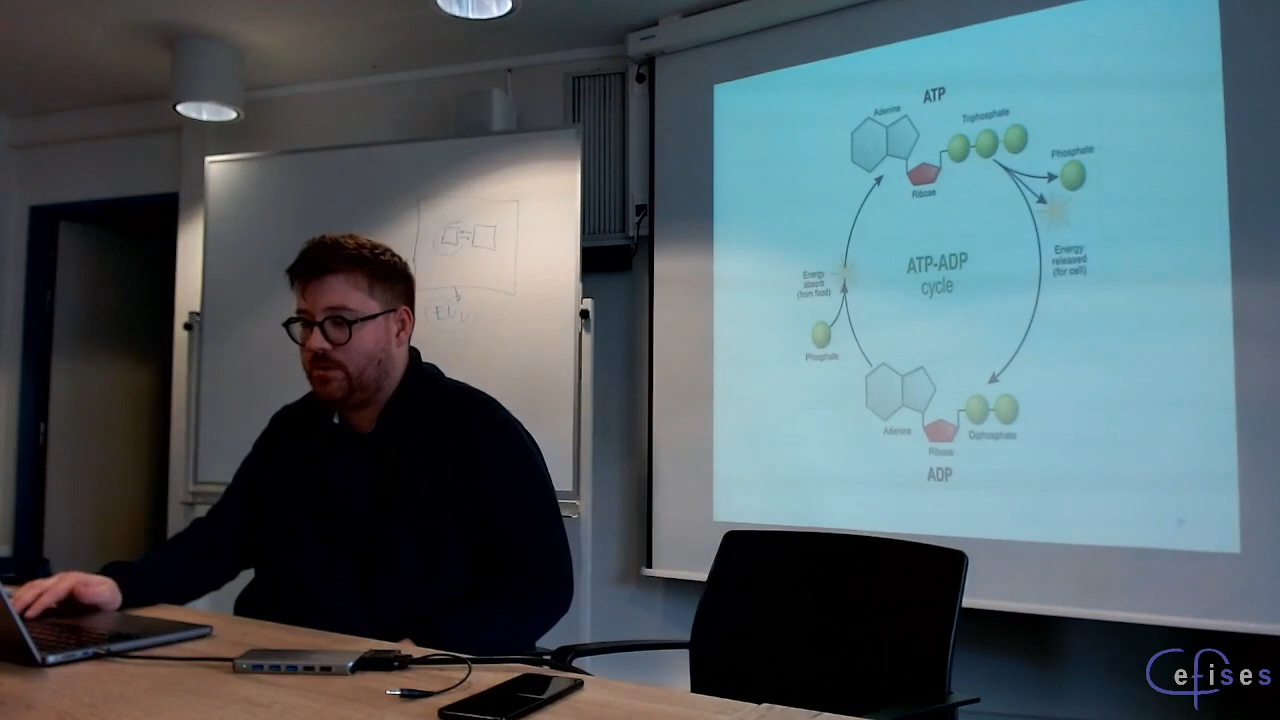 ATP
Adenine
Triphosphate
Phosphate
Ribose
Energy
released
(for cell)
ATP-ADP
cycle
Energy
absorb
(from food)
Phosphate
Adenine
Diphosphate
Ribose
ADP
Cefises